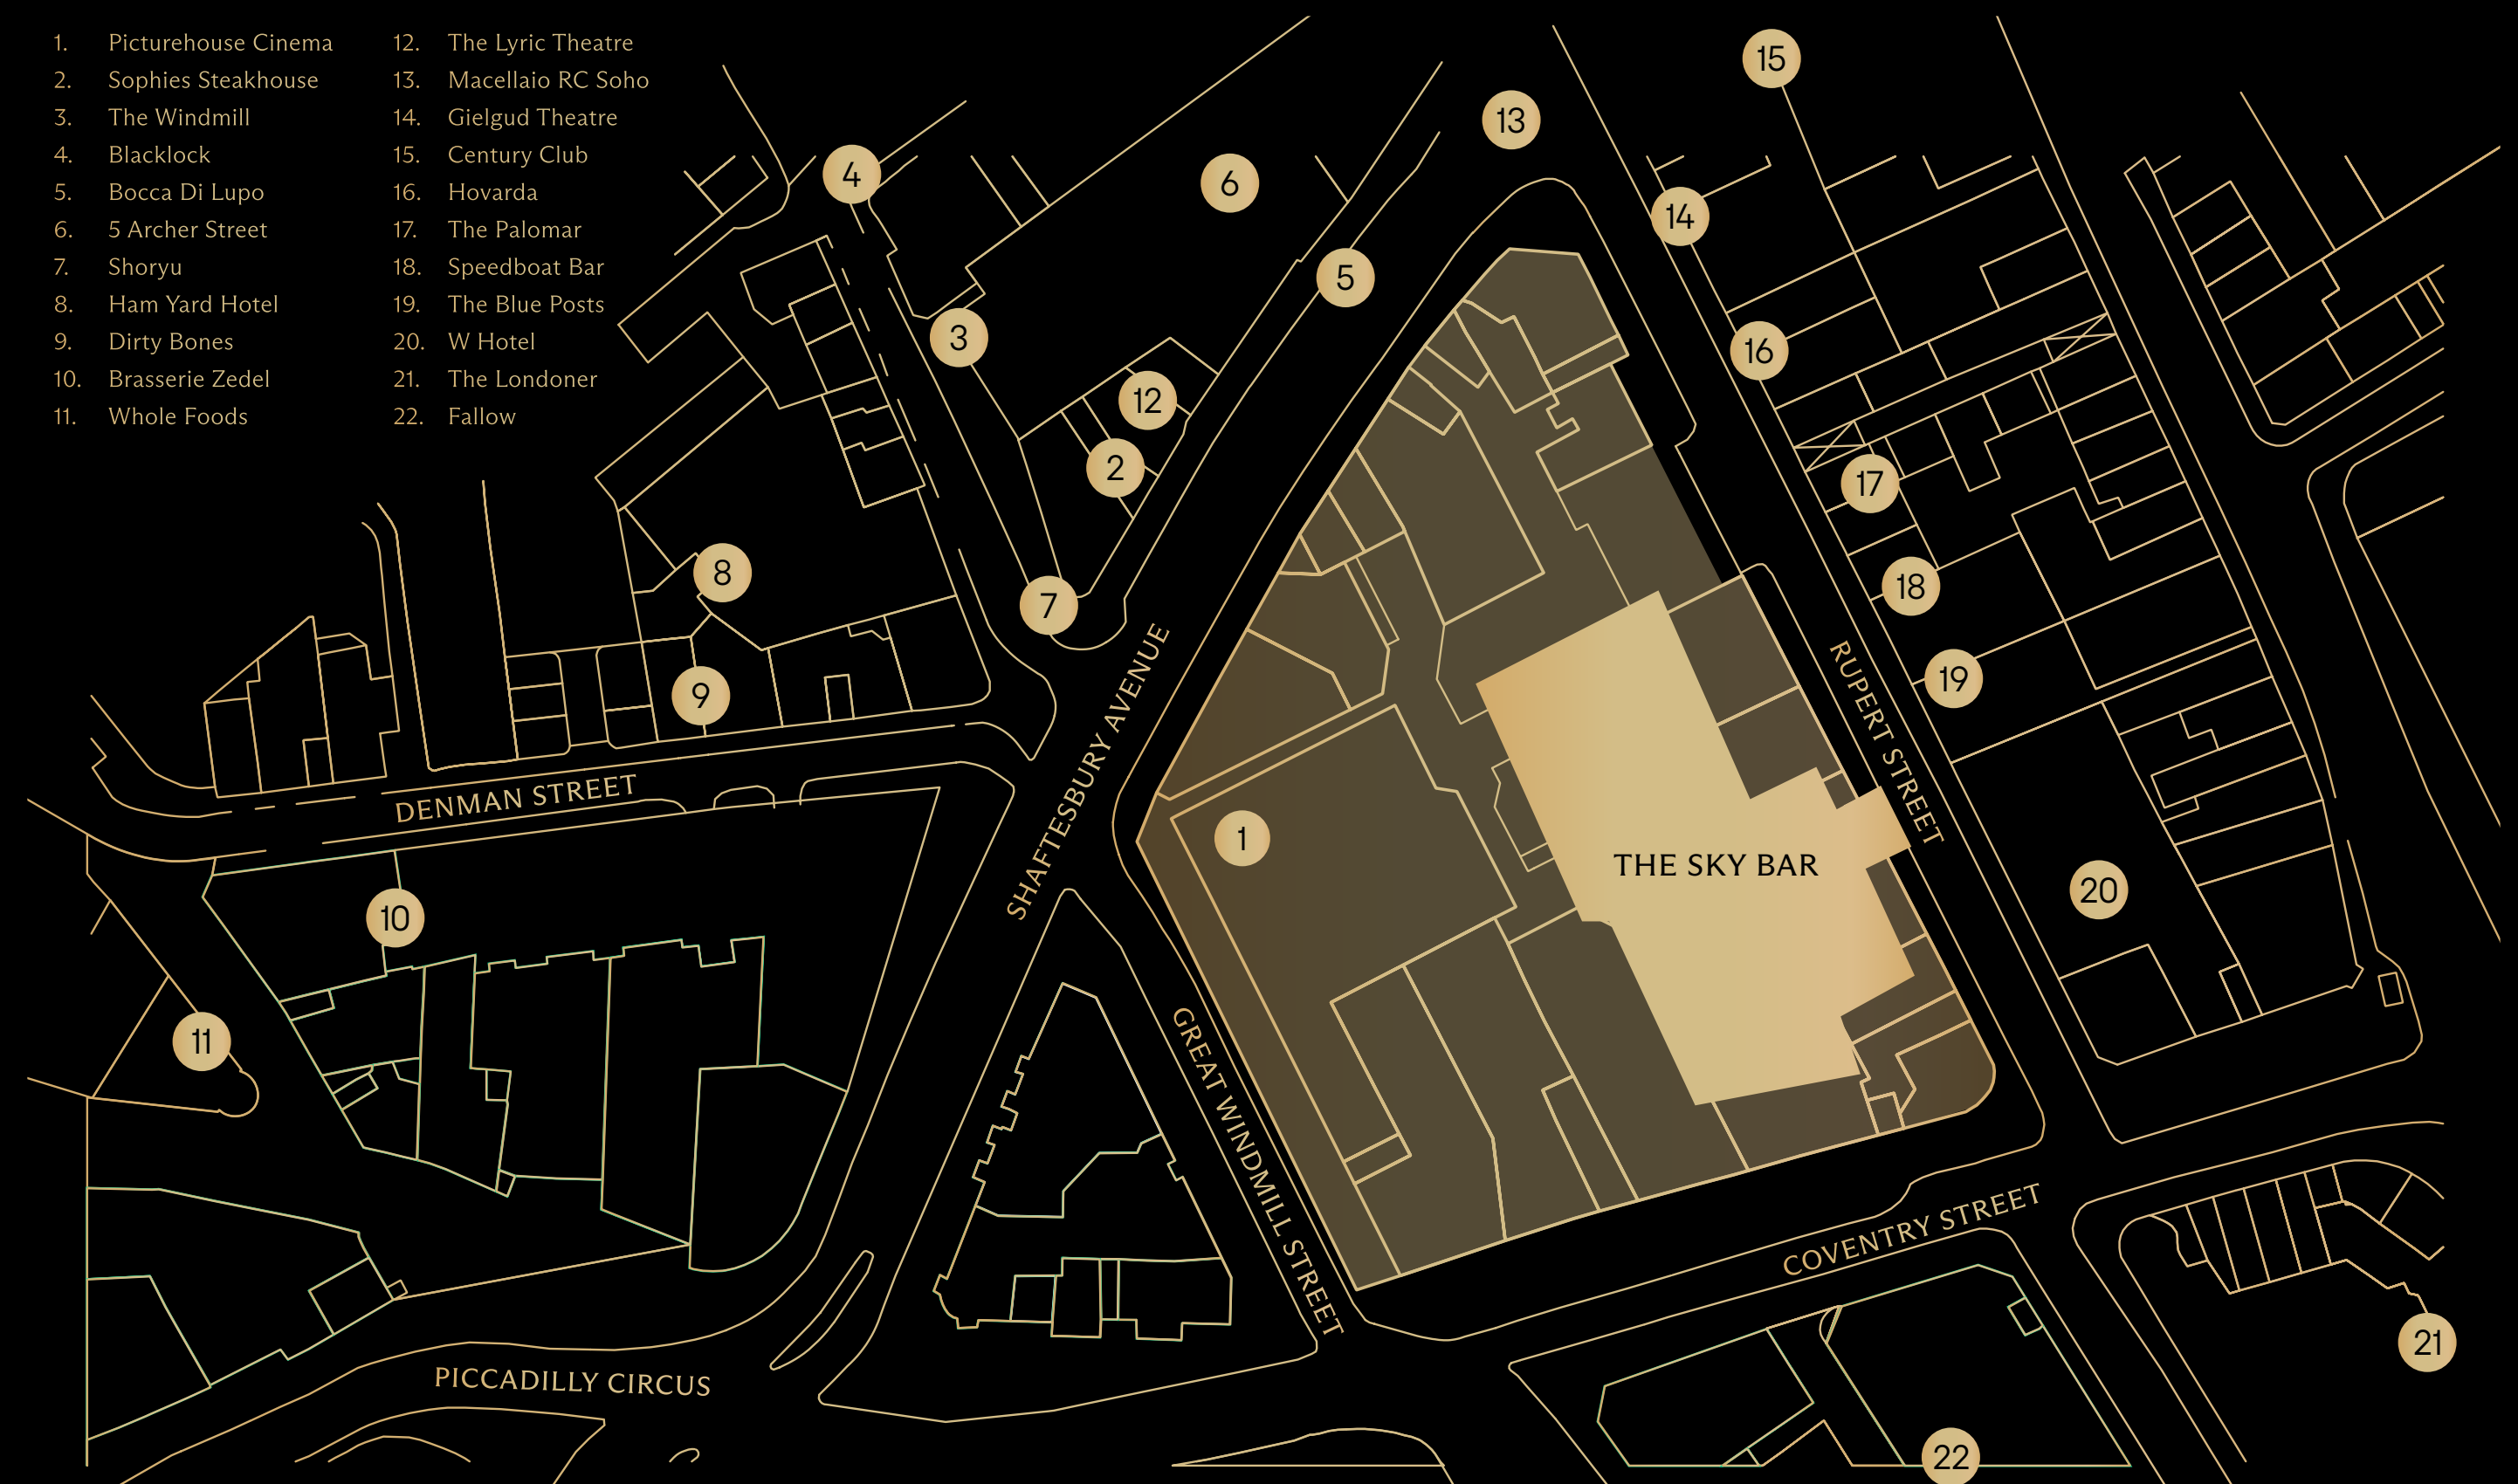 1. Picturehouse Cinema
2. Sophies Steakhouse
3. The Windmill
4. Blacklock
5. Bocca Di Lupo
6. 5 Archer Street
7. Shoryu
8. Ham Yard Hotel
9. Dirty Bones
10. Brasserie Zedel
11. Whole Foods
12. The Lyric Theatre
13. Macellaio RC Soho
14. Gielgud Theatre
15. Century Club
16. Hovarda
17. The Palomar
18. Speedboat Bar
19. The Blue Posts
20. W Hotel
21. The Londoner
22. Fallow
15
13
4
6
14
5
3
16
12
2
17
8
18
7
19
9
SHAFTESBURY AVENUE
RUPERT STREET
DENMAN STREET
1
THE SKY BAR
20
10
11
GREAT WINDMILL STREET
COVENTRY STREET
21
PICCADILLY CIRCUS
22